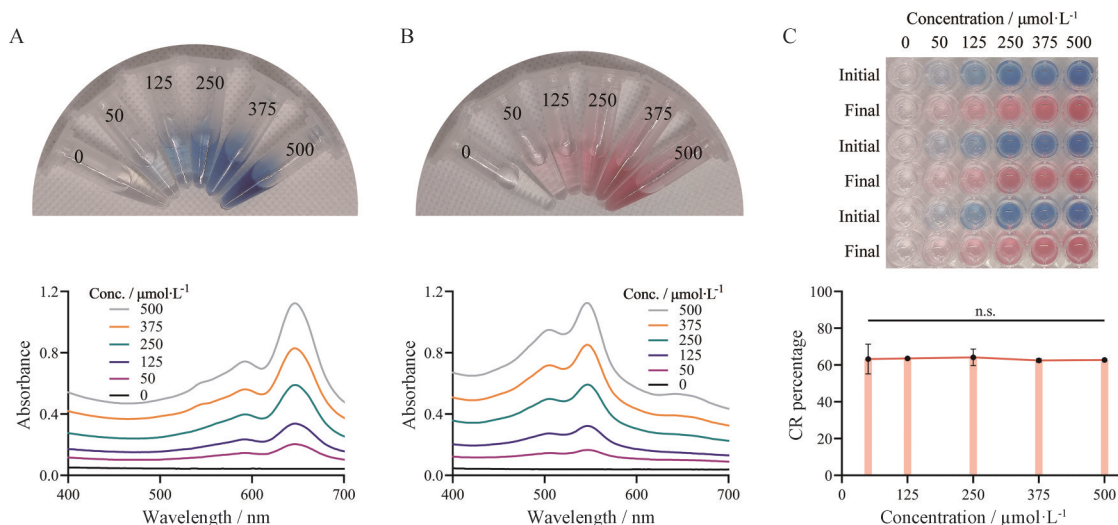 A
0
50
125
250
375
500
B
0
50
125
250
375
500
C
Concentration / μmol·L⁻¹
0 50 125 250 375 500
Initial
Final
Initial
Final
Initial
Final
Conc. / μmol·L⁻¹
500
375
250
125
50
0
1.2
0.8
0.4
0.0
Absorbance
400 500 600 700
Wavelength / nm
Conc. / μmol·L⁻¹
500
375
250
125
50
0
1.2
0.8
0.4
0.0
Absorbance
400 500 600 700
Wavelength / nm
n.s.
100
80
60
40
20
0
CR percentage
0 125 250 375 500
Concentration / μmol·L⁻¹